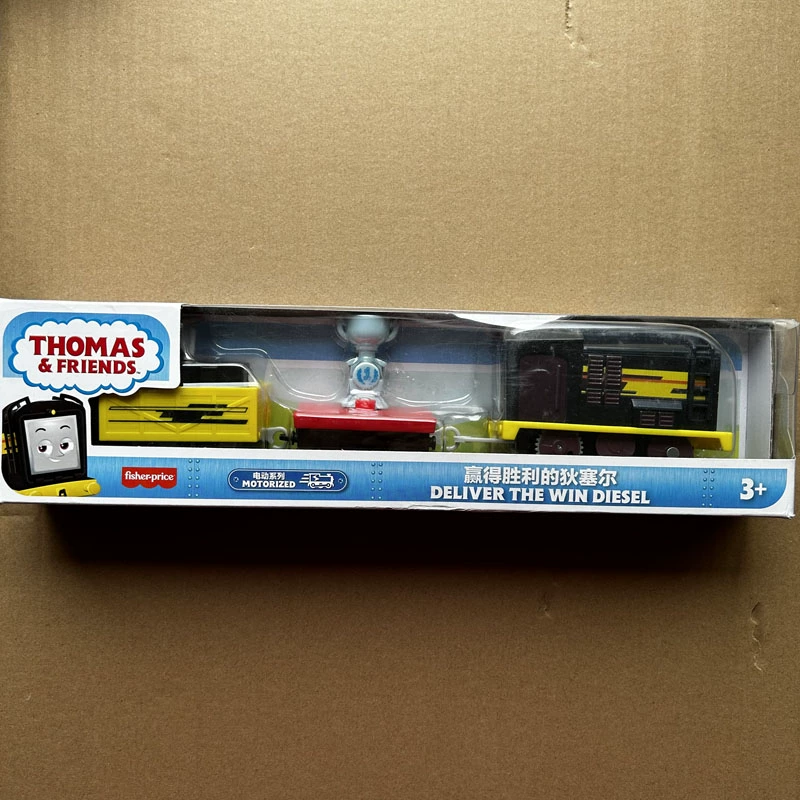 THOMAS
& FRIENDS
fisher-price
电动系列
MOTORIZED
赢得胜利的狄塞尔
DELIVER THE WIN DIESEL
3+